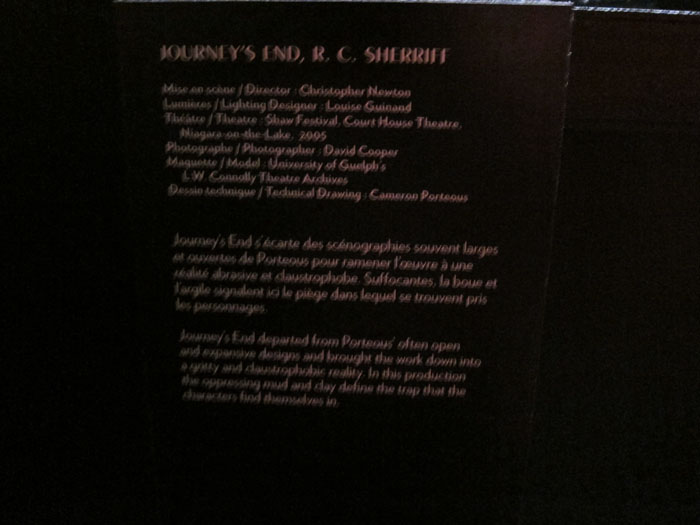 JOURNEY'S END, R. C. SHERRIFF
Mise en scène / Director : Christopher Newton
Lumières / Lighting Designer : Louise Guinand
Théâtre / Theatre : Shaw Festival, Court House Theatre,
Niagara-on-the-Lake, 2005
Photographe / Photographer : David Cooper
Maquette / Model : University of Guelph's
L.W. Connolly Theatre Archives
Dessin technique / Technical Drawing : Cameron Porteous
Journey's End s'écarte des scénographies souvent larges
et ouvertes de Porteous pour ramener l'œuvre à une
réalité abrasive et claustrophobe. Suffocantes, la boue et
l'argile signalent ici le piège dans lequel se trouvent pris
les personnages.
Journey's End departed from Porteous' often open
and expansive designs and brought the work down into
a gritty and claustrophobic reality. In this production
the oppressing mud and clay define the trap that the
characters find themselves in.